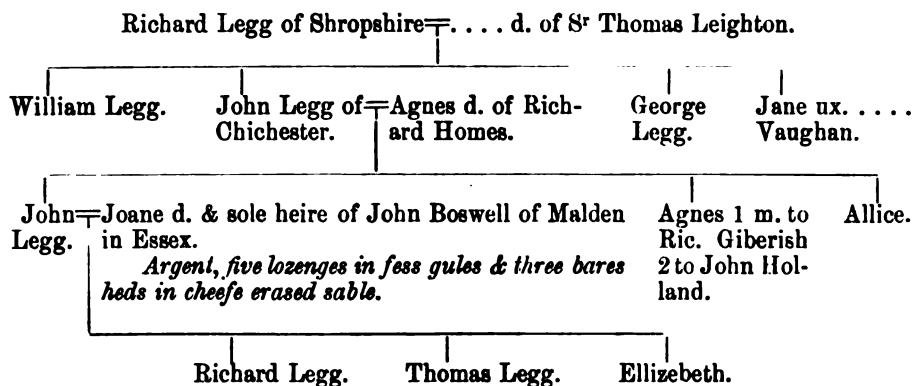 Richard Legg of Shropshire=.... d. of Sʳ Thomas Leighton.
William Legg.
John Legg of=Agnes d. of Rich-
Chichester. ard Homes.
George
Legg.
Jane ux.....
Vaughan.
John=Joane d. & sole heire of John Boswell of Malden
Legg. in Essex.
Argent, five lozenges in fess gules & three bares
heds in cheefe erased sable.
Agnes 1 m. to
Ric. Giberish
2 to John Hol-
land.
Allice.
Richard Legg.
Thomas Legg.
Ellizebeth.